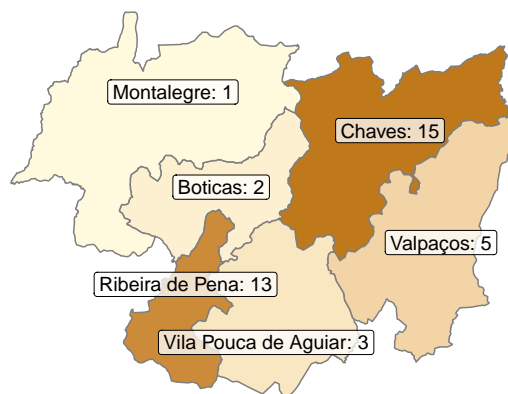 Montalegre: 1
Chaves: 15
Boticas: 2
Valpaços: 5
Ribeira de Pena: 13
Vila Pouca de Aguiar: 3